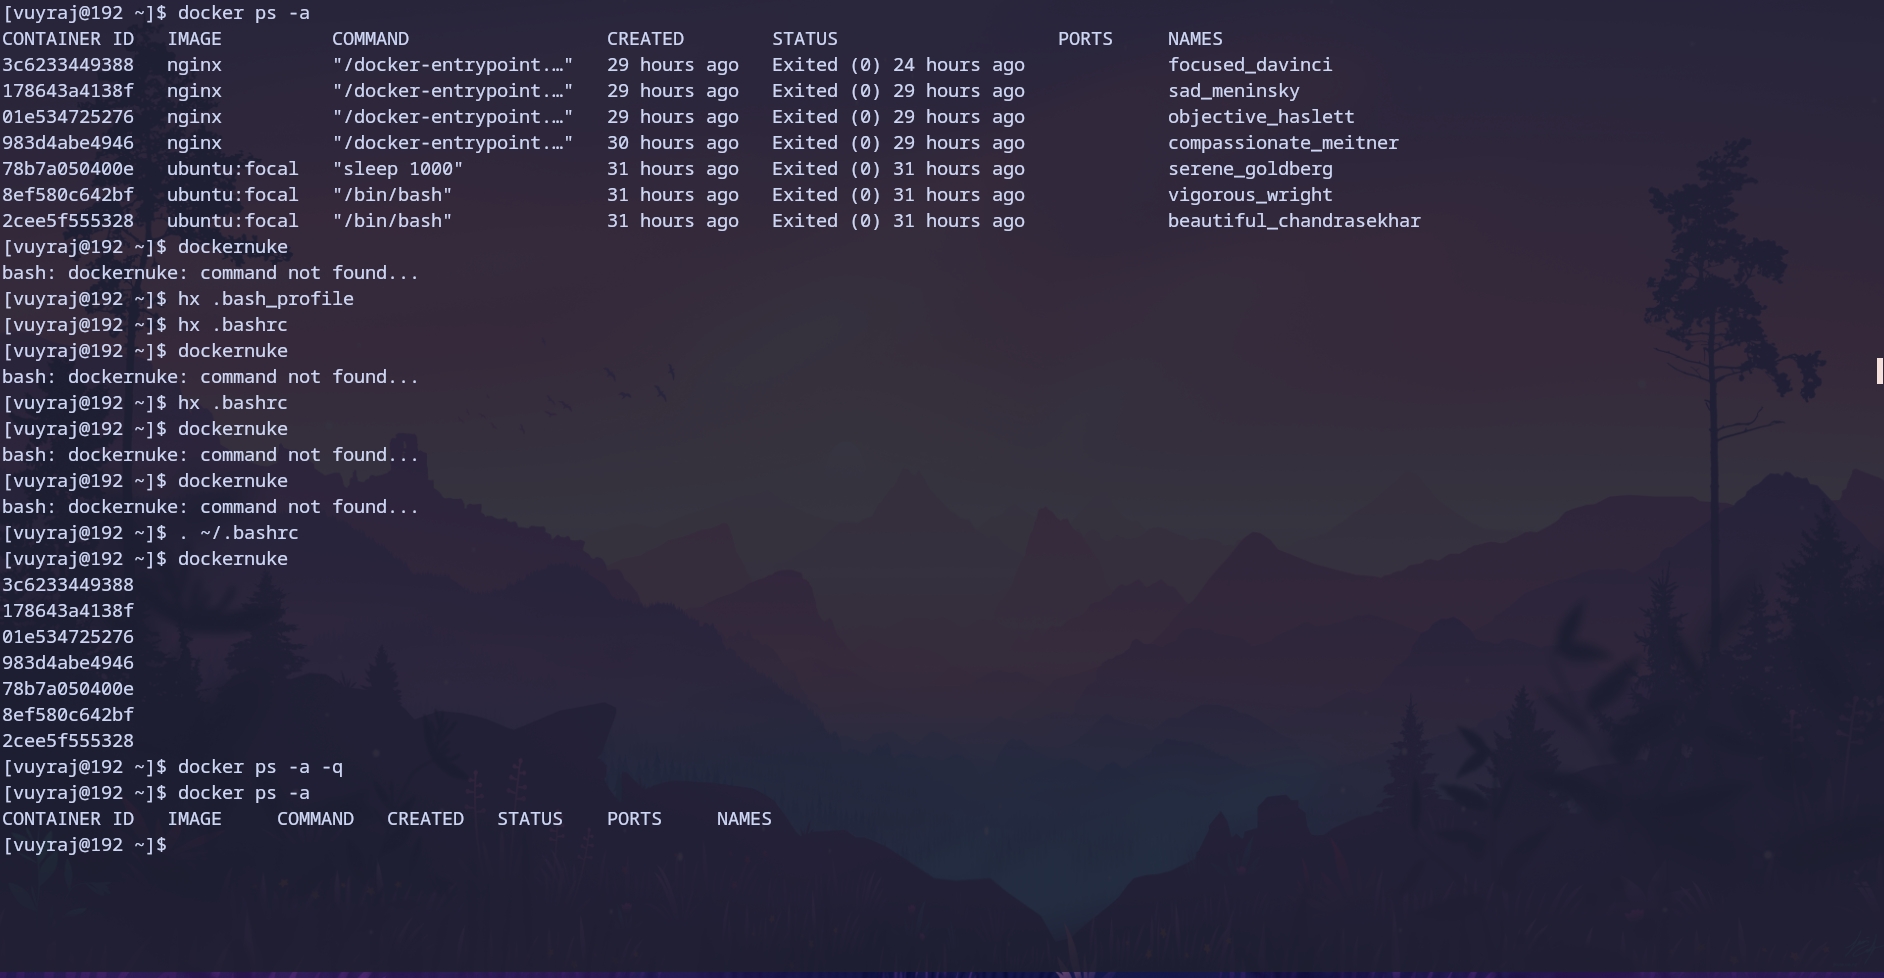 [vuyraj@192 ~]$ docker ps -a
CONTAINER ID   IMAGE          COMMAND                  CREATED        STATUS                    PORTS     NAMES
3c6233449388   nginx          "/docker-entrypoint.…"   29 hours ago   Exited (0) 24 hours ago             focused_davinci
178643a4138f   nginx          "/docker-entrypoint.…"   29 hours ago   Exited (0) 29 hours ago             sad_meninsky
01e534725276   nginx          "/docker-entrypoint.…"   29 hours ago   Exited (0) 29 hours ago             objective_haslett
983d4abe4946   nginx          "/docker-entrypoint.…"   30 hours ago   Exited (0) 29 hours ago             compassionate_meitner
78b7a050400e   ubuntu:focal   "sleep 1000"             31 hours ago   Exited (0) 31 hours ago             serene_goldberg
8ef580c642bf   ubuntu:focal   "/bin/bash"              31 hours ago   Exited (0) 31 hours ago             vigorous_wright
2cee5f555328   ubuntu:focal   "/bin/bash"              31 hours ago   Exited (0) 31 hours ago             beautiful_chandrasekhar
[vuyraj@192 ~]$ dockernuke
bash: dockernuke: command not found...
[vuyraj@192 ~]$ hx .bash_profile
[vuyraj@192 ~]$ hx .bashrc
[vuyraj@192 ~]$ dockernuke
bash: dockernuke: command not found...
[vuyraj@192 ~]$ hx .bashrc
[vuyraj@192 ~]$ dockernuke
bash: dockernuke: command not found...
[vuyraj@192 ~]$ dockernuke
bash: dockernuke: command not found...
[vuyraj@192 ~]$ . ~/.bashrc
[vuyraj@192 ~]$ dockernuke
3c6233449388
178643a4138f
01e534725276
983d4abe4946
78b7a050400e
8ef580c642bf
2cee5f555328
[vuyraj@192 ~]$ docker ps -a -q
[vuyraj@192 ~]$ docker ps -a
CONTAINER ID   IMAGE     COMMAND   CREATED   STATUS    PORTS     NAMES
[vuyraj@192 ~]$